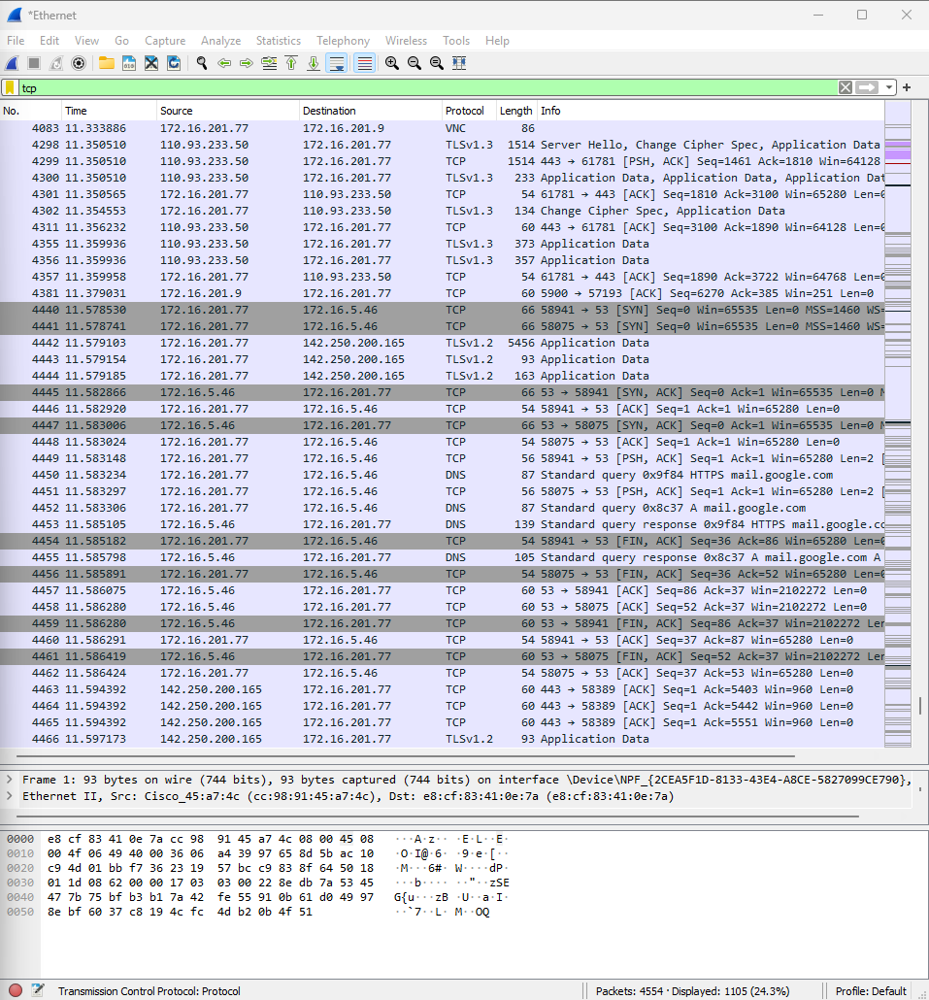 *Ethernet
File Edit View Go Capture Analyze Statistics Telephony Wireless Tools Help
tcp
No. Time Source Destination Protocol Length Info
4083 11.333886 172.16.201.77 172.16.201.9 VNC 86
4298 11.350510 110.93.233.50 172.16.201.77 TLSv1.3 1514 Server Hello, Change Cipher Spec, Application Data
4299 11.350510 110.93.233.50 172.16.201.77 TCP 1514 443 → 61781 [PSH, ACK] Seq=1461 Ack=1810 Win=64128
4300 11.350510 110.93.233.50 172.16.201.77 TLSv1.3 233 Application Data, Application Data, Application Dat
4301 11.350565 172.16.201.77 110.93.233.50 TCP 54 61781 → 443 [ACK] Seq=1810 Ack=3100 Win=65280 Len=0
4302 11.354553 172.16.201.77 110.93.233.50 TLSv1.3 134 Change Cipher Spec, Application Data
4311 11.356232 110.93.233.50 172.16.201.77 TCP 60 443 → 61781 [ACK] Seq=3100 Ack=1890 Win=64128 Len=0
4355 11.359936 110.93.233.50 172.16.201.77 TLSv1.3 373 Application Data
4356 11.359936 110.93.233.50 172.16.201.77 TLSv1.3 357 Application Data
4357 11.359958 172.16.201.77 110.93.233.50 TCP 54 61781 → 443 [ACK] Seq=1890 Ack=3722 Win=64768 Len=0
4381 11.379031 172.16.201.9 172.16.201.77 TCP 60 5900 → 57193 [ACK] Seq=6270 Ack=385 Win=251 Len=0
4440 11.578530 172.16.201.77 172.16.5.46 TCP 66 58941 → 53 [SYN] Seq=0 Win=65535 Len=0 MSS=1460 WS=
4441 11.578741 172.16.201.77 172.16.5.46 TCP 66 58075 → 53 [SYN] Seq=0 Win=65535 Len=0 MSS=1460 WS=
4442 11.579103 172.16.201.77 142.250.200.165 TLSv1.2 5456 Application Data
4443 11.579154 172.16.201.77 142.250.200.165 TLSv1.2 93 Application Data
4444 11.579185 172.16.201.77 142.250.200.165 TLSv1.2 163 Application Data
4445 11.582866 172.16.5.46 172.16.201.77 TCP 66 53 → 58941 [SYN, ACK] Seq=0 Ack=1 Win=65535 Len=0 M
4446 11.582920 172.16.201.77 172.16.5.46 TCP 54 58941 → 53 [ACK] Seq=1 Ack=1 Win=65280 Len=0
4447 11.583006 172.16.5.46 172.16.201.77 TCP 66 53 → 58075 [SYN, ACK] Seq=0 Ack=1 Win=65535 Len=0 M
4448 11.583024 172.16.201.77 172.16.5.46 TCP 54 58075 → 53 [ACK] Seq=1 Ack=1 Win=65280 Len=0
4449 11.583148 172.16.201.77 172.16.5.46 TCP 56 58941 → 53 [PSH, ACK] Seq=1 Ack=1 Win=65280 Len=2 [
4450 11.583234 172.16.201.77 172.16.5.46 DNS 87 Standard query 0x9f84 HTTPS mail.google.com
4451 11.583297 172.16.201.77 172.16.5.46 TCP 56 58075 → 53 [PSH, ACK] Seq=1 Ack=1 Win=65280 Len=2 [
4452 11.583306 172.16.201.77 172.16.5.46 DNS 87 Standard query 0x8c37 A mail.google.com
4453 11.585105 172.16.5.46 172.16.201.77 DNS 139 Standard query response 0x9f84 HTTPS mail.google.co
4454 11.585182 172.16.201.77 172.16.5.46 TCP 54 58941 → 53 [FIN, ACK] Seq=36 Ack=86 Win=65280 Len=0
4455 11.585798 172.16.5.46 172.16.201.77 DNS 105 Standard query response 0x8c37 A mail.google.com A
4456 11.585891 172.16.201.77 172.16.5.46 TCP 54 58075 → 53 [FIN, ACK] Seq=36 Ack=52 Win=65280 Len=0
4457 11.586075 172.16.5.46 172.16.201.77 TCP 60 53 → 58941 [ACK] Seq=86 Ack=37 Win=2102272 Len=0
4458 11.586280 172.16.5.46 172.16.201.77 TCP 60 53 → 58075 [ACK] Seq=52 Ack=37 Win=2102272 Len=0
4459 11.586280 172.16.5.46 172.16.201.77 TCP 60 53 → 58941 [FIN, ACK] Seq=86 Ack=37 Win=2102272 Len
4460 11.586291 172.16.201.77 172.16.5.46 TCP 54 58941 → 53 [ACK] Seq=37 Ack=87 Win=65280 Len=0
4461 11.586419 172.16.5.46 172.16.201.77 TCP 60 53 → 58075 [FIN, ACK] Seq=52 Ack=37 Win=2102272 Len
4462 11.586424 172.16.201.77 172.16.5.46 TCP 54 58075 → 53 [ACK] Seq=37 Ack=53 Win=65280 Len=0
4463 11.594392 142.250.200.165 172.16.201.77 TCP 60 443 → 58389 [ACK] Seq=1 Ack=5403 Win=960 Len=0
4464 11.594392 142.250.200.165 172.16.201.77 TCP 60 443 → 58389 [ACK] Seq=1 Ack=5442 Win=960 Len=0
4465 11.594392 142.250.200.165 172.16.201.77 TCP 60 443 → 58389 [ACK] Seq=1 Ack=5551 Win=960 Len=0
4466 11.597173 142.250.200.165 172.16.201.77 TLSv1.2 93 Application Data
Frame 1: 93 bytes on wire (744 bits), 93 bytes captured (744 bits) on interface \Device\NPF_{2CEA5F1D-8133-43E4-A8CE-5827099CE790},
Ethernet II, Src: Cisco_45:a7:4c (cc:98:91:45:a7:4c), Dst: e8:cf:83:41:0e:7a (e8:cf:83:41:0e:7a)
0000 e8 cf 83 41 0e 7a cc 98 91 45 a7 4c 08 00 45 08 ···A·z·· ·E·L··E·
0010 00 4f 06 49 40 00 36 06 a4 39 97 65 8d 5b ac 10 ·O·I@·6· ·9·e·[··
0020 c9 4d 01 bb f7 36 23 19 57 bc c9 83 8f 64 50 18 ·M···6#· W····dP·
0030 01 1d 08 62 00 00 17 03 03 00 22 8e db 7a 53 45 ···b···· ··"··zSE
0040 47 7b 75 bf b3 b1 7a 42 fe 55 91 0b 61 d0 49 97 G{u···zB ·U··a·I·
0050 8e bf 60 37 c8 19 4c fc 4d b2 0b 4f 51 ··`7··L· M··OQ
Transmission Control Protocol: Protocol Packets: 4554 · Displayed: 1105 (24.3%) Profile: Default